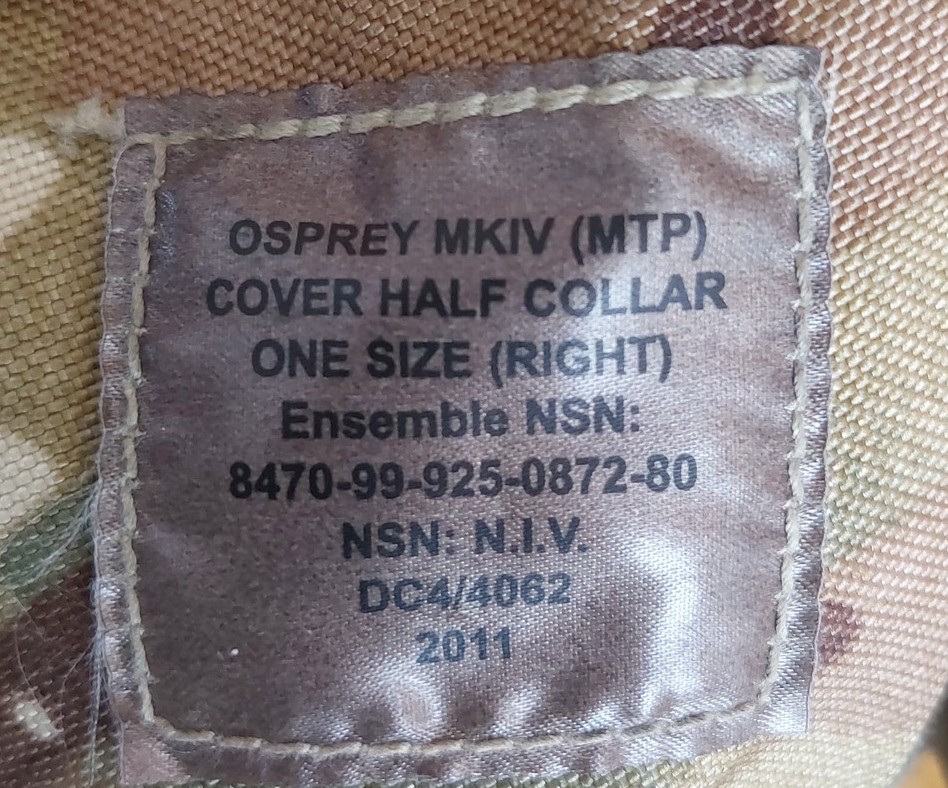 OSPREY MKIV (MTP)
COVER HALF COLLAR
ONE SIZE (RIGHT)
Ensemble NSN:
8470-99-925-0872-80
NSN: N.I.V.
DC4/4062
2011